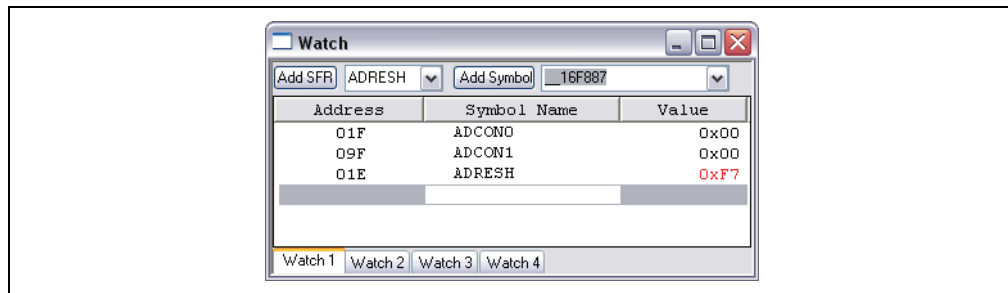 Watch
Add SFR ADRESH Add Symbol __16F887
Address Symbol Name Value
01F ADCON0 0x00
09F ADCON1 0x00
01E ADRESH 0xF7
Watch 1 Watch 2 Watch 3 Watch 4